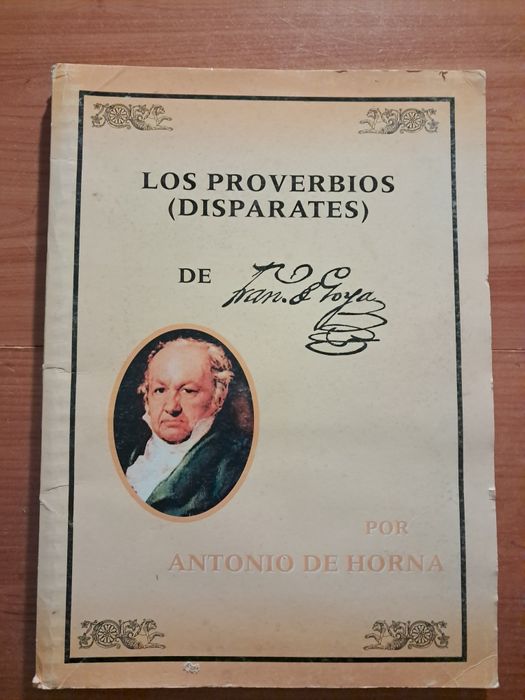 LOS PROVERBIOS
(DISPARATES)
DE Fran.co Goya
POR
ANTONIO DE HORNA